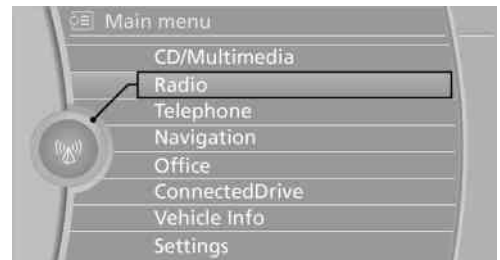 Main menu
CD/Multimedia
Radio
Telephone
Navigation
Office
ConnectedDrive
Vehicle Info
Settings